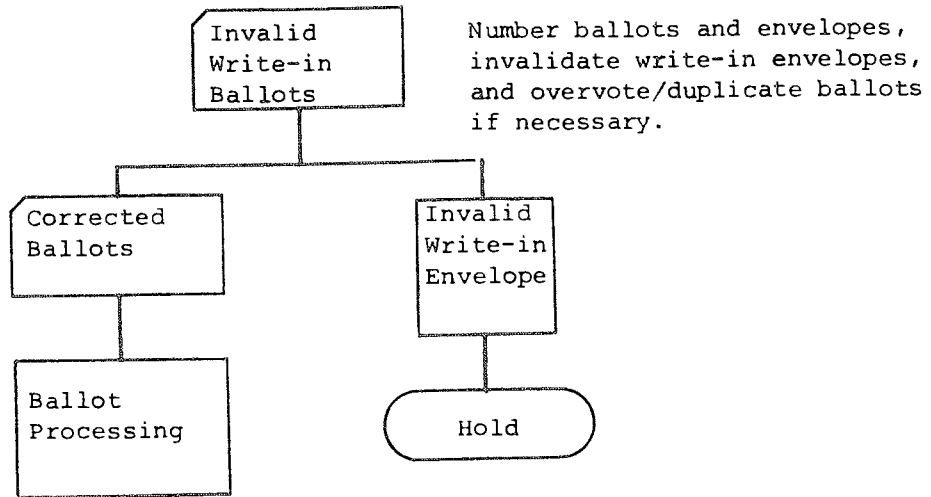 Invalid
Write-in
Ballots
Number ballots and envelopes,
invalidate write-in envelopes,
and overvote/duplicate ballots
if necessary.
Corrected
Ballots
Invalid
Write-in
Envelope
Ballot
Processing
Hold